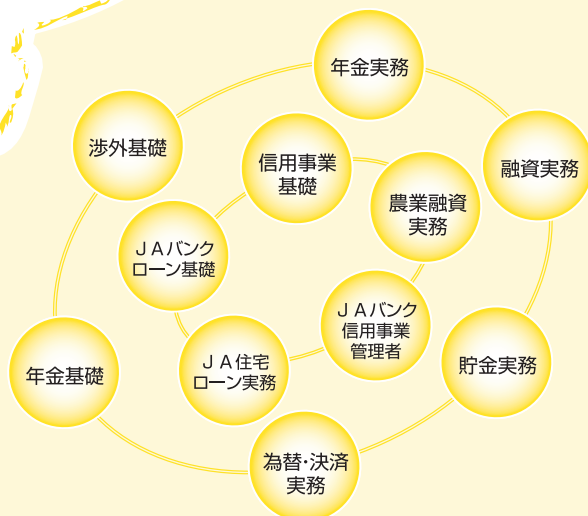 年金実務
渉外基礎
信用事業
基礎
融資実務
農業融資
実務
ＪＡバンク
ローン基礎
ＪＡバンク
信用事業
管理者
ＪＡ住宅
ローン実務
年金基礎
貯金実務
為替・決済
実務